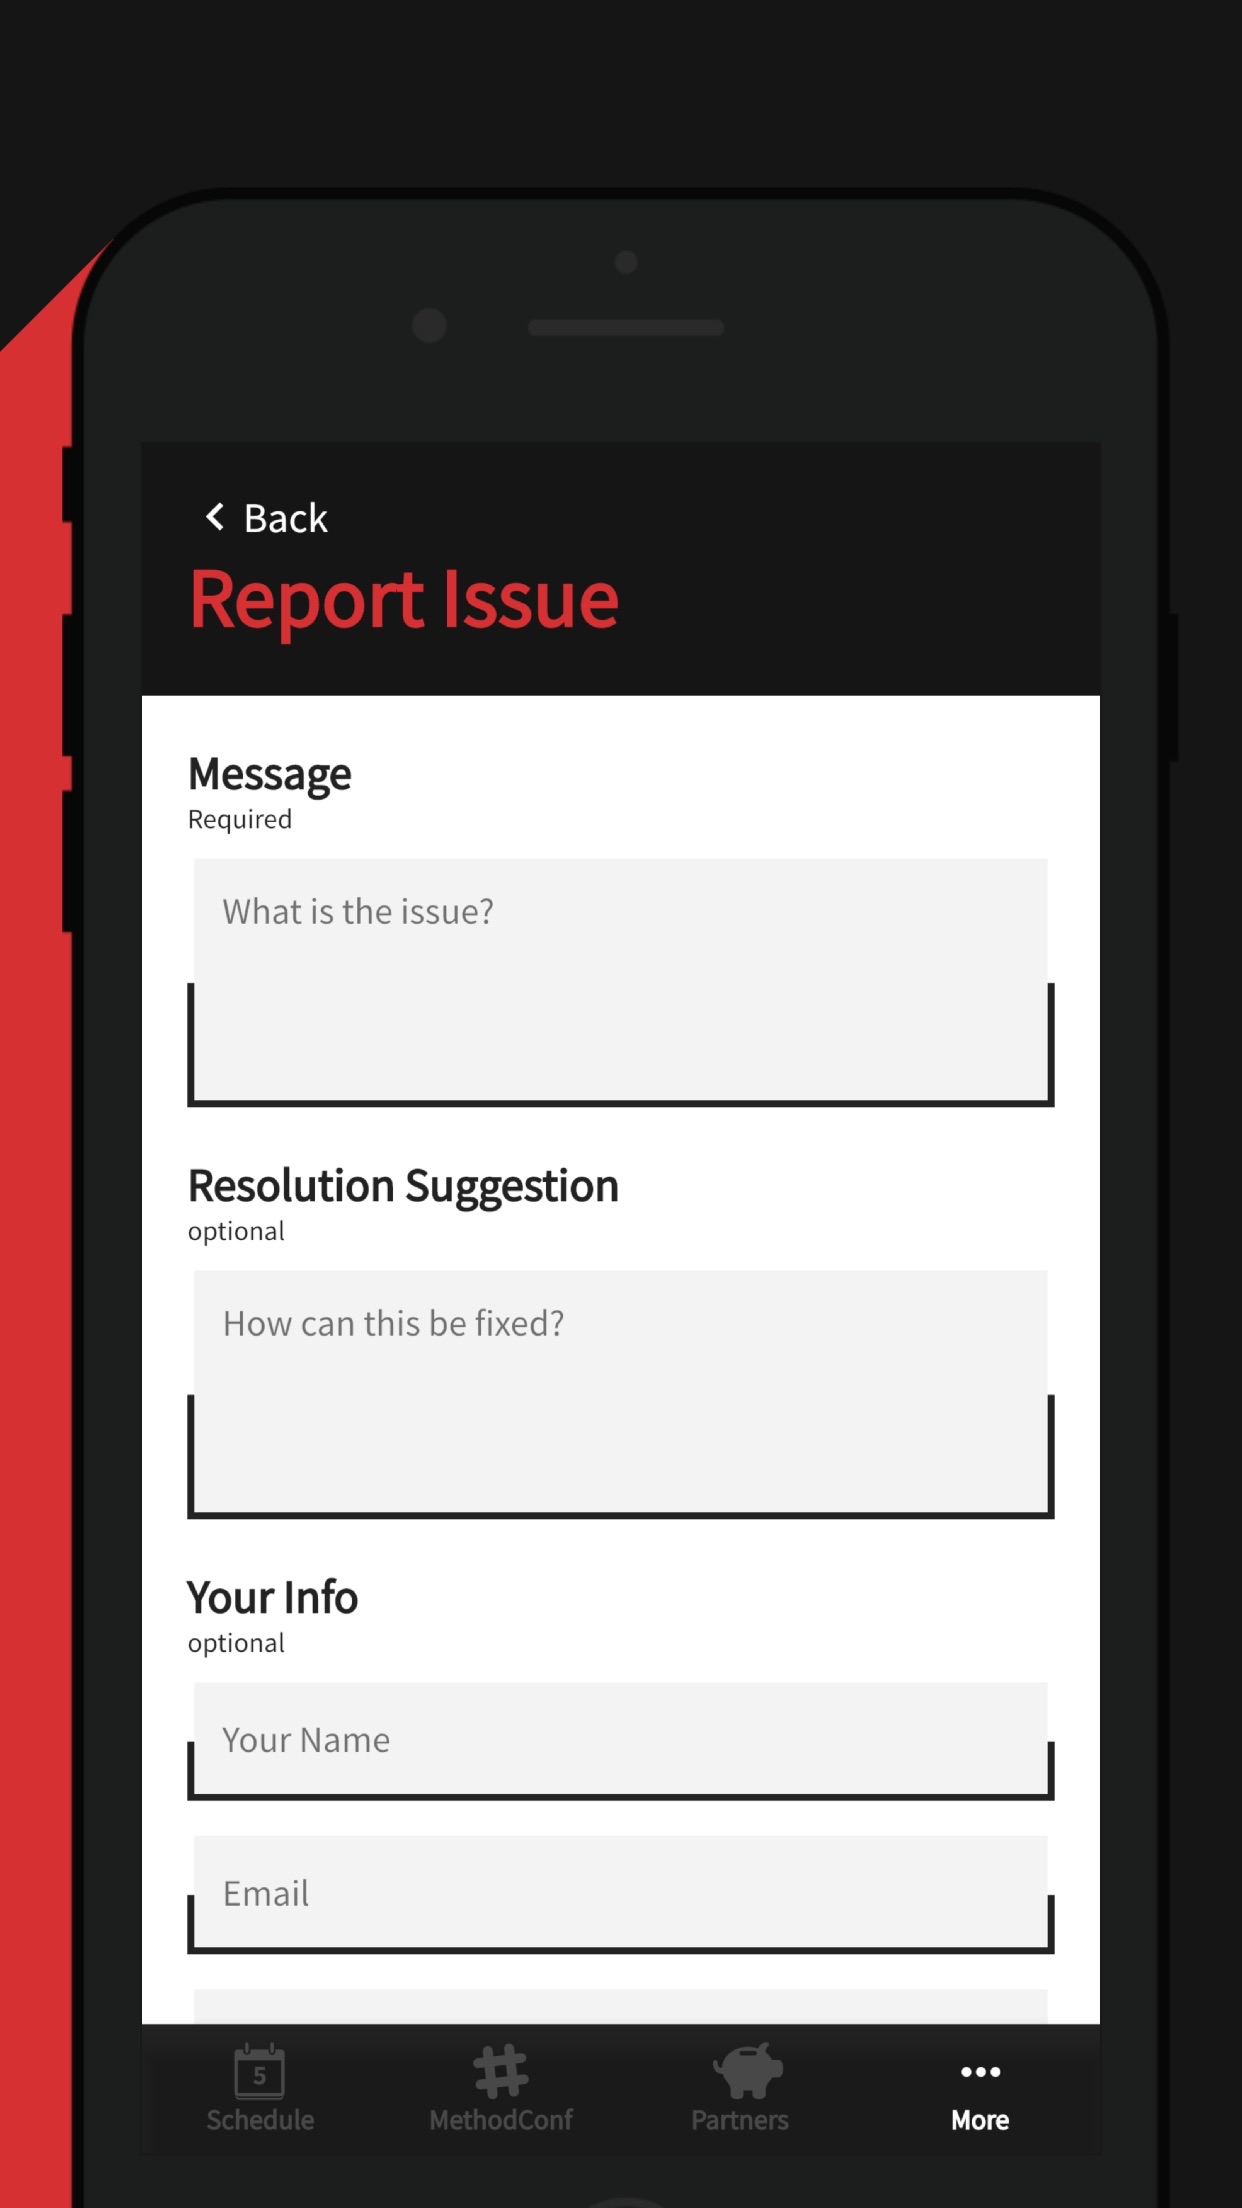 Back
Report Issue
Message
Required
What is the issue?
Resolution Suggestion
optional
How can this be fixed?
Your Info
optional
Your Name
Email
5
Schedule
MethodConf
Partners
More